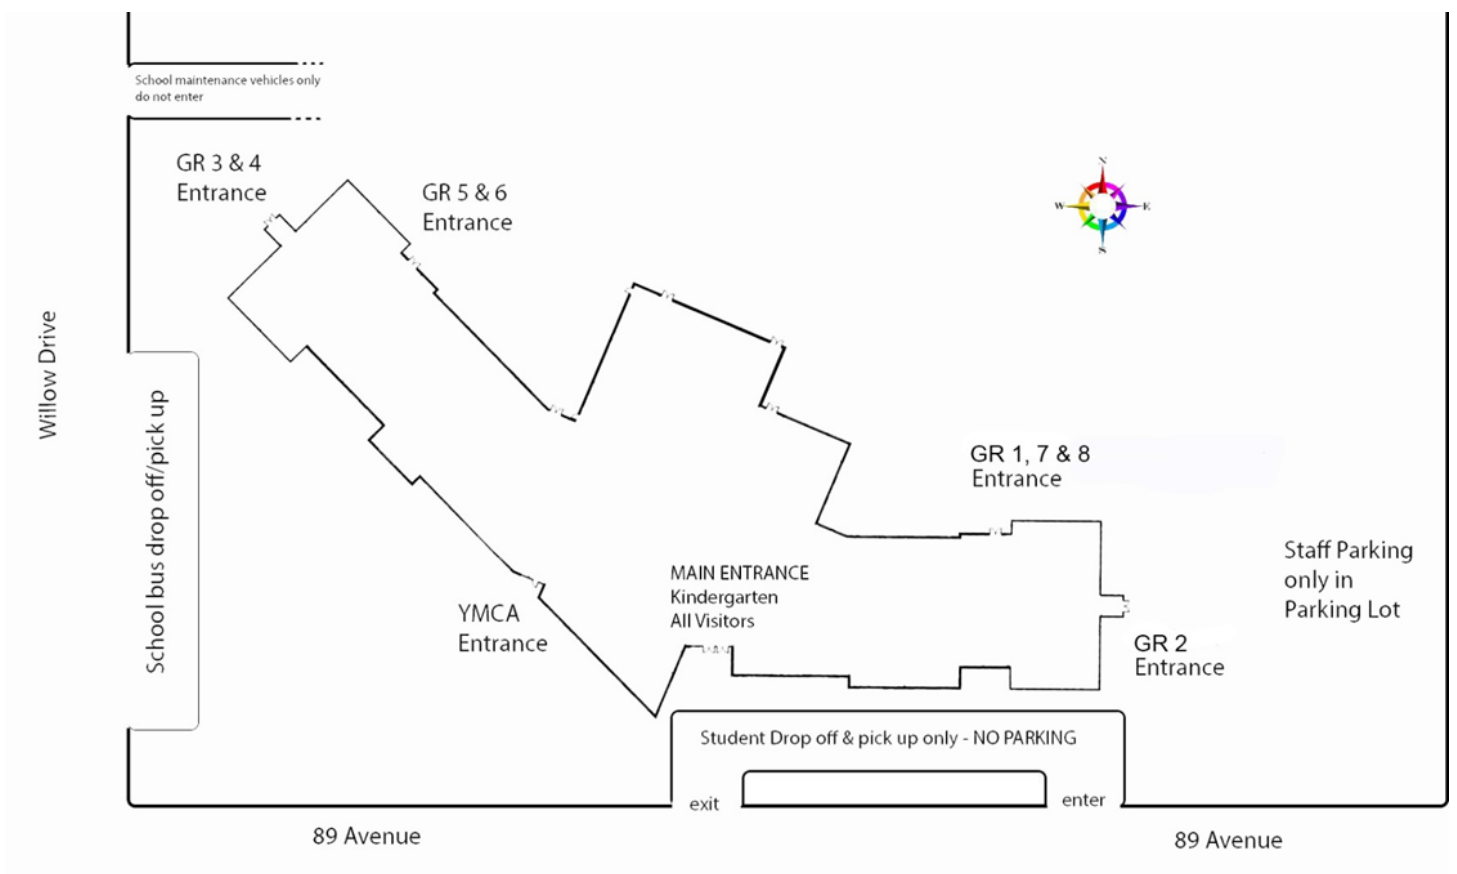 School maintenance vehicles only
do not enter
GR 3 & 4
Entrance
GR 5 & 6
Entrance
N
W
E
S
Willow Drive
School bus drop off/pick up
GR 1, 7 & 8
Entrance
Staff Parking
only in
Parking Lot
MAIN ENTRANCE
Kindergarten
All Visitors
YMCA
Entrance
GR 2
Entrance
Student Drop off & pick up only - NO PARKING
exit
enter
89 Avenue
89 Avenue